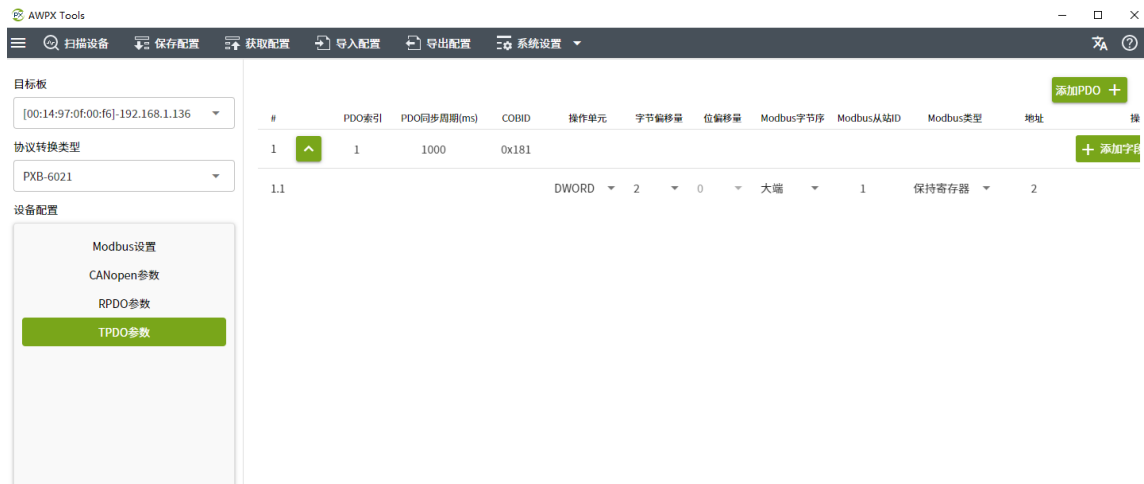 AWPX Tools
扫描设备 保存配置 获取配置 导入配置 导出配置 系统设置
目标板
[00:14:97:0f:00:f6]-192.168.1.136
协议转换类型
PXB-6021
设备配置
Modbus设置
CANopen参数
RPDO参数
TPDO参数
添加PDO
# PDO索引 PDO同步周期(ms) COBID 操作单元 字节偏移量 位偏移量 Modbus字节序 Modbus从站ID Modbus类型 地址 操
1 1 1000 0x181 添加字段
1.1 DWORD 2 0 大端 1 保持寄存器 2